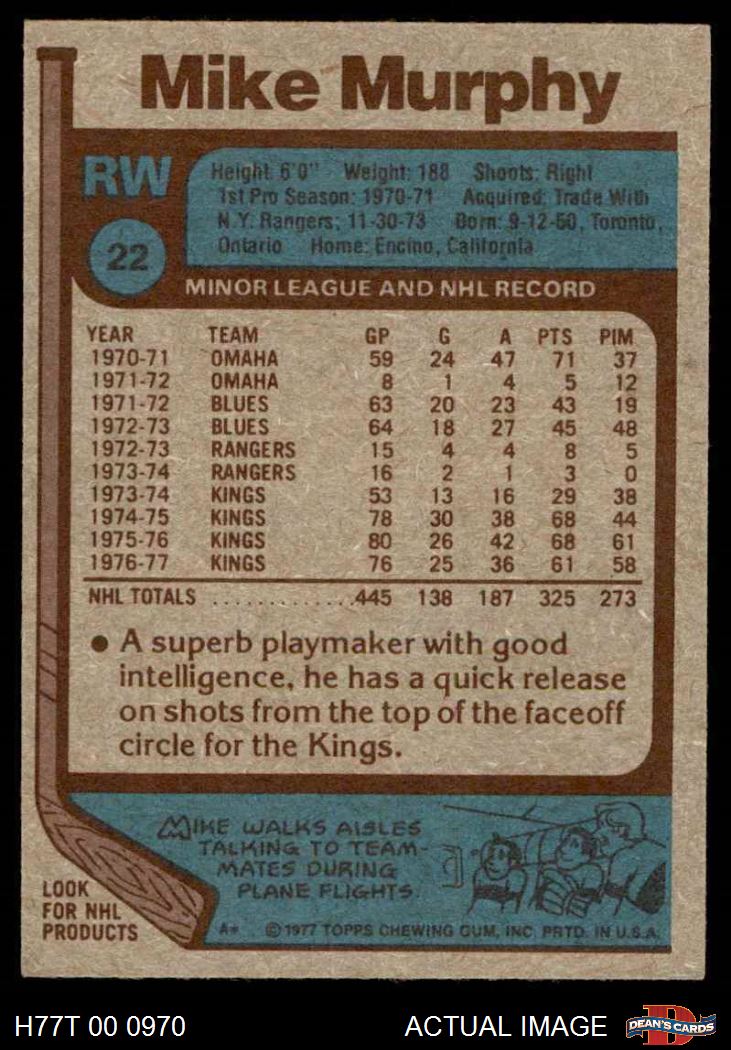 Mike Murphy
RW
22
Height: 6'0" Weight: 188 Shoots: Right
1st Pro Season: 1970-71 Acquired: Trade With
N.Y. Rangers, 11-30-73 Born: 9-12-50, Toronto,
Ontario Home: Encino, California
MINOR LEAGUE AND NHL RECORD
YEAR TEAM GP G A PTS PIM
1970-71 OMAHA 59 24 47 71 37
1971-72 OMAHA 8 1 4 5 12
1971-72 BLUES 63 20 23 43 19
1972-73 BLUES 64 18 27 45 48
1972-73 RANGERS 15 4 4 8 5
1973-74 RANGERS 16 2 1 3 0
1973-74 KINGS 53 13 16 29 38
1974-75 KINGS 78 30 38 68 44
1975-76 KINGS 80 26 42 68 61
1976-77 KINGS 76 25 36 61 58
NHL TOTALS .............445 138 187 325 273
● A superb playmaker with good
intelligence, he has a quick release
on shots from the top of the faceoff
circle for the Kings.
MIKE WALKS AISLES
TALKING TO TEAM-
MATES DURING
PLANE FLIGHTS.
LOOK
FOR NHL
PRODUCTS
A* ©1977 TOPPS CHEWING GUM, INC. PRTD. IN U.S.A.
H77T 00 0970 ACTUAL IMAGE D DEAN'S CARDS